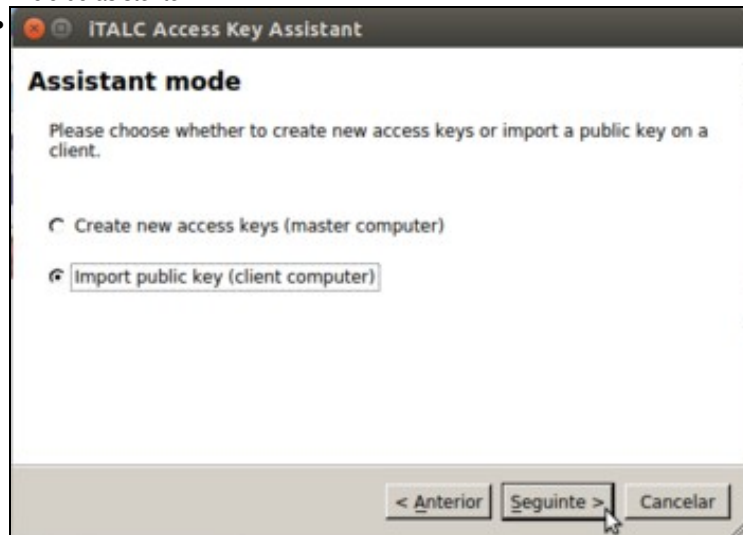 iTALC Access Key Assistant
Assistant mode
Please choose whether to create new access keys or import a public key on a
client.
Create new access keys (master computer)
Import public key (client computer)
< Anterior Seguinte > Cancelar